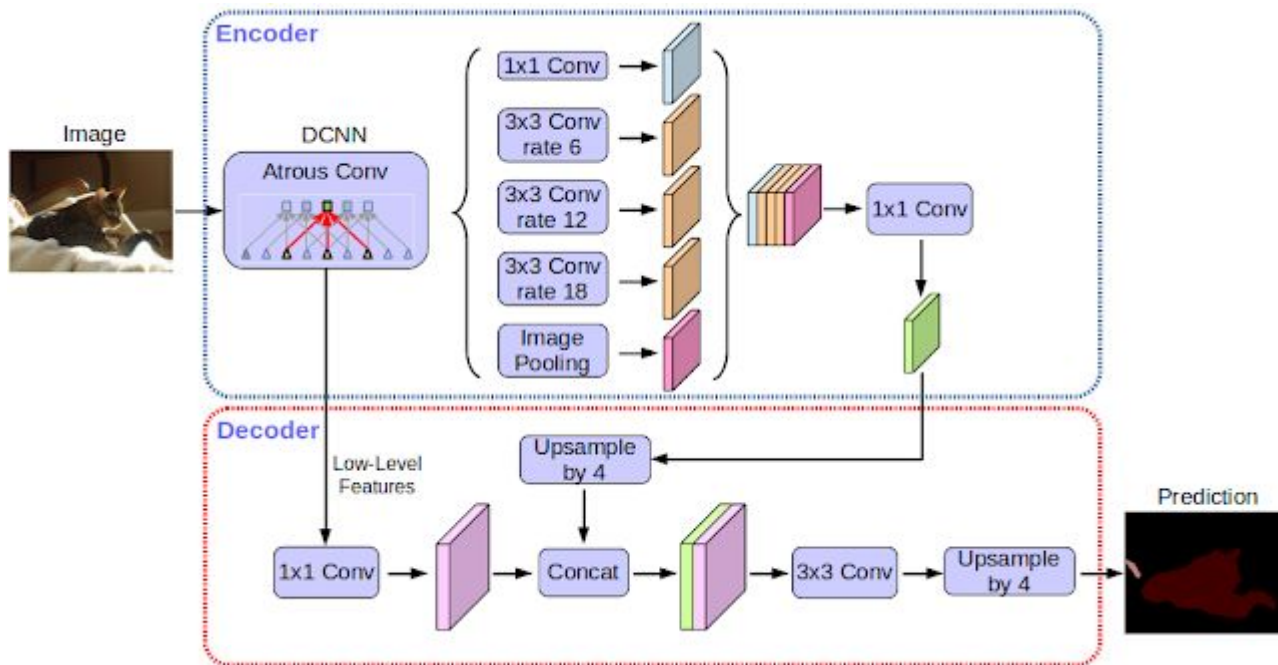 Encoder
Image
DCNN
Atrous Conv
1x1 Conv
3x3 Conv
rate 6
3x3 Conv
rate 12
3x3 Conv
rate 18
Image
Pooling
1x1 Conv
Decoder
Low-Level
Features
Upsample
by 4
1x1 Conv
Concat
3x3 Conv
Upsample
by 4
Prediction